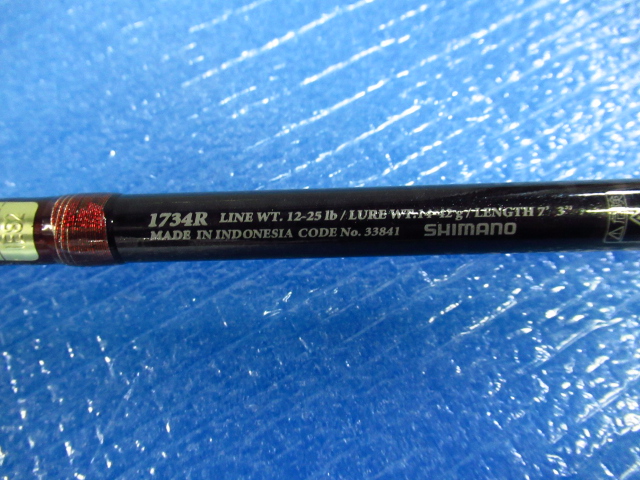 1734R LINE WT. 12-25 lb / LURE WT. g / LENGTH 7' 3"
MADE IN INDONESIA CODE No. 33841 SHIMANO